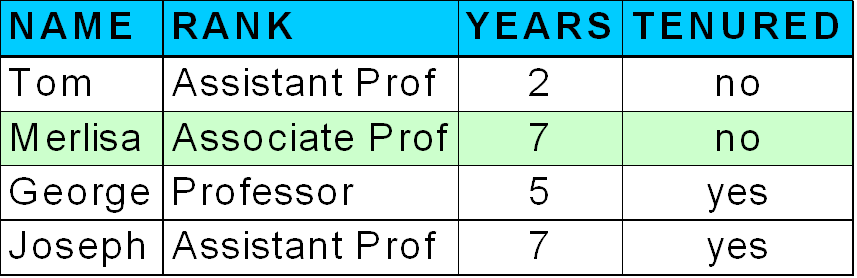 NAME RANK YEARS TENURED
Tom Assistant Prof 2 no
Merlisa Associate Prof 7 no
George Professor 5 yes
Joseph Assistant Prof 7 yes